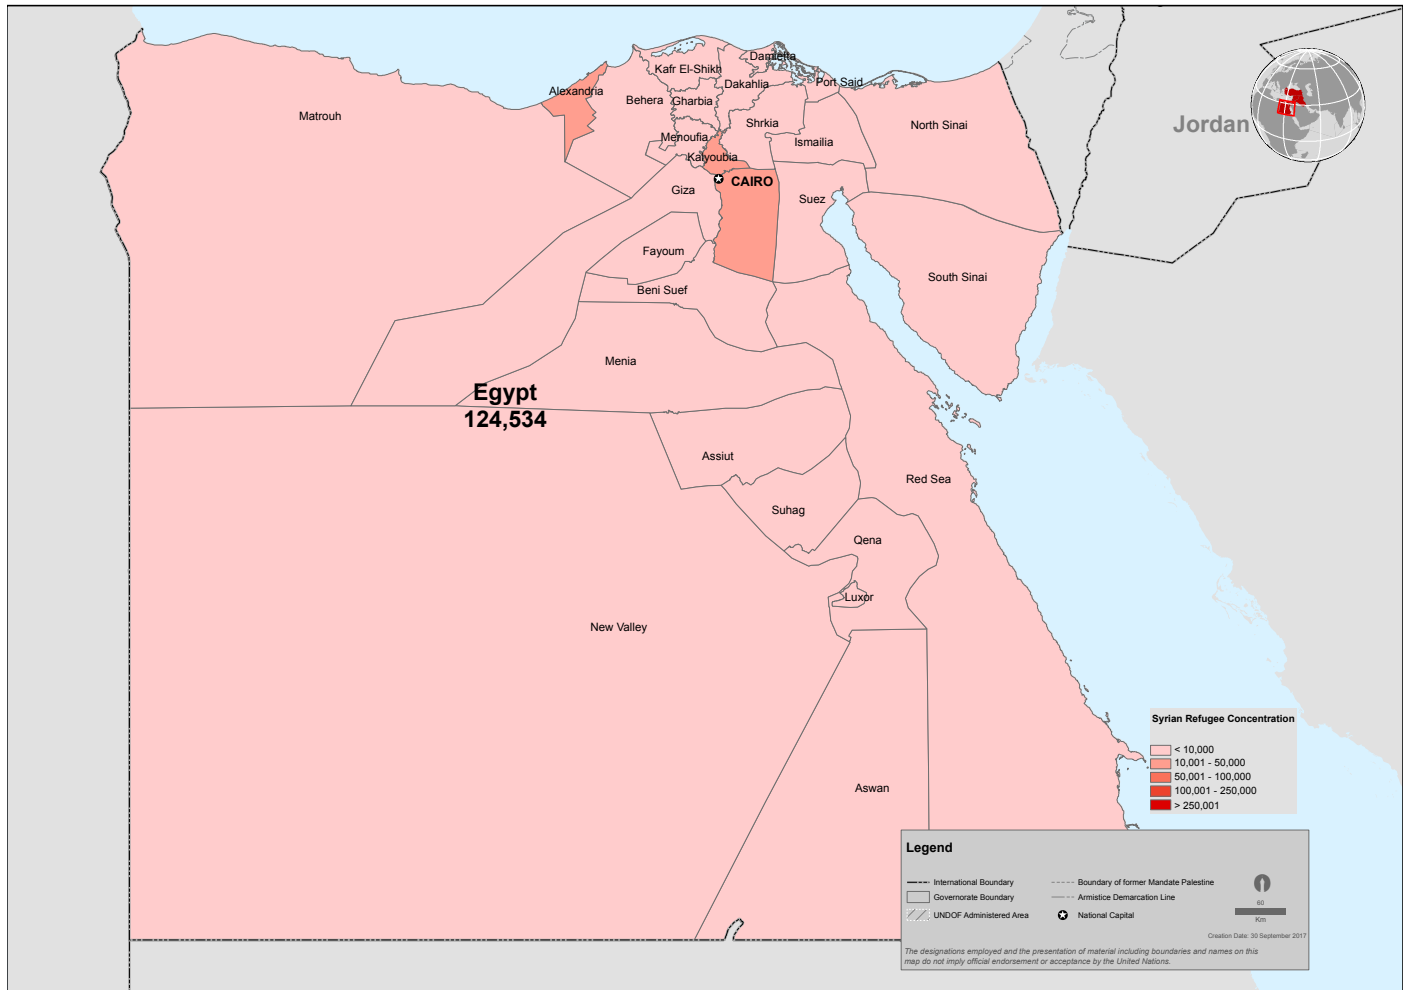 Damietta
Kafr El-Shikh
Port Said
Dakahlia
Alexandria
Behera
Gharbia
Matrouh
Shrkia
North Sinai
Jordan
Menoufia
Ismailia
Kalyoubia
CAIRO
Giza
Suez
Fayoum
South Sinai
Beni Suef
Menia
Egypt
124,534
Assiut
Red Sea
Suhag
Qena
Luxor
New Valley
Aswan
Syrian Refugee Concentration
< 10,000
10,001 - 50,000
50,001 - 100,000
100,001 - 250,000
> 250,001
Legend
International Boundary
Boundary of former Mandate Palestine
Governorate Boundary
Armistice Demarcation Line
UNDOF Administered Area
National Capital
60
Km
Creation Date: 30 September 2017
The designations employed and the presentation of material including boundaries and names on this
map do not imply official endorsement or acceptance by the United Nations.